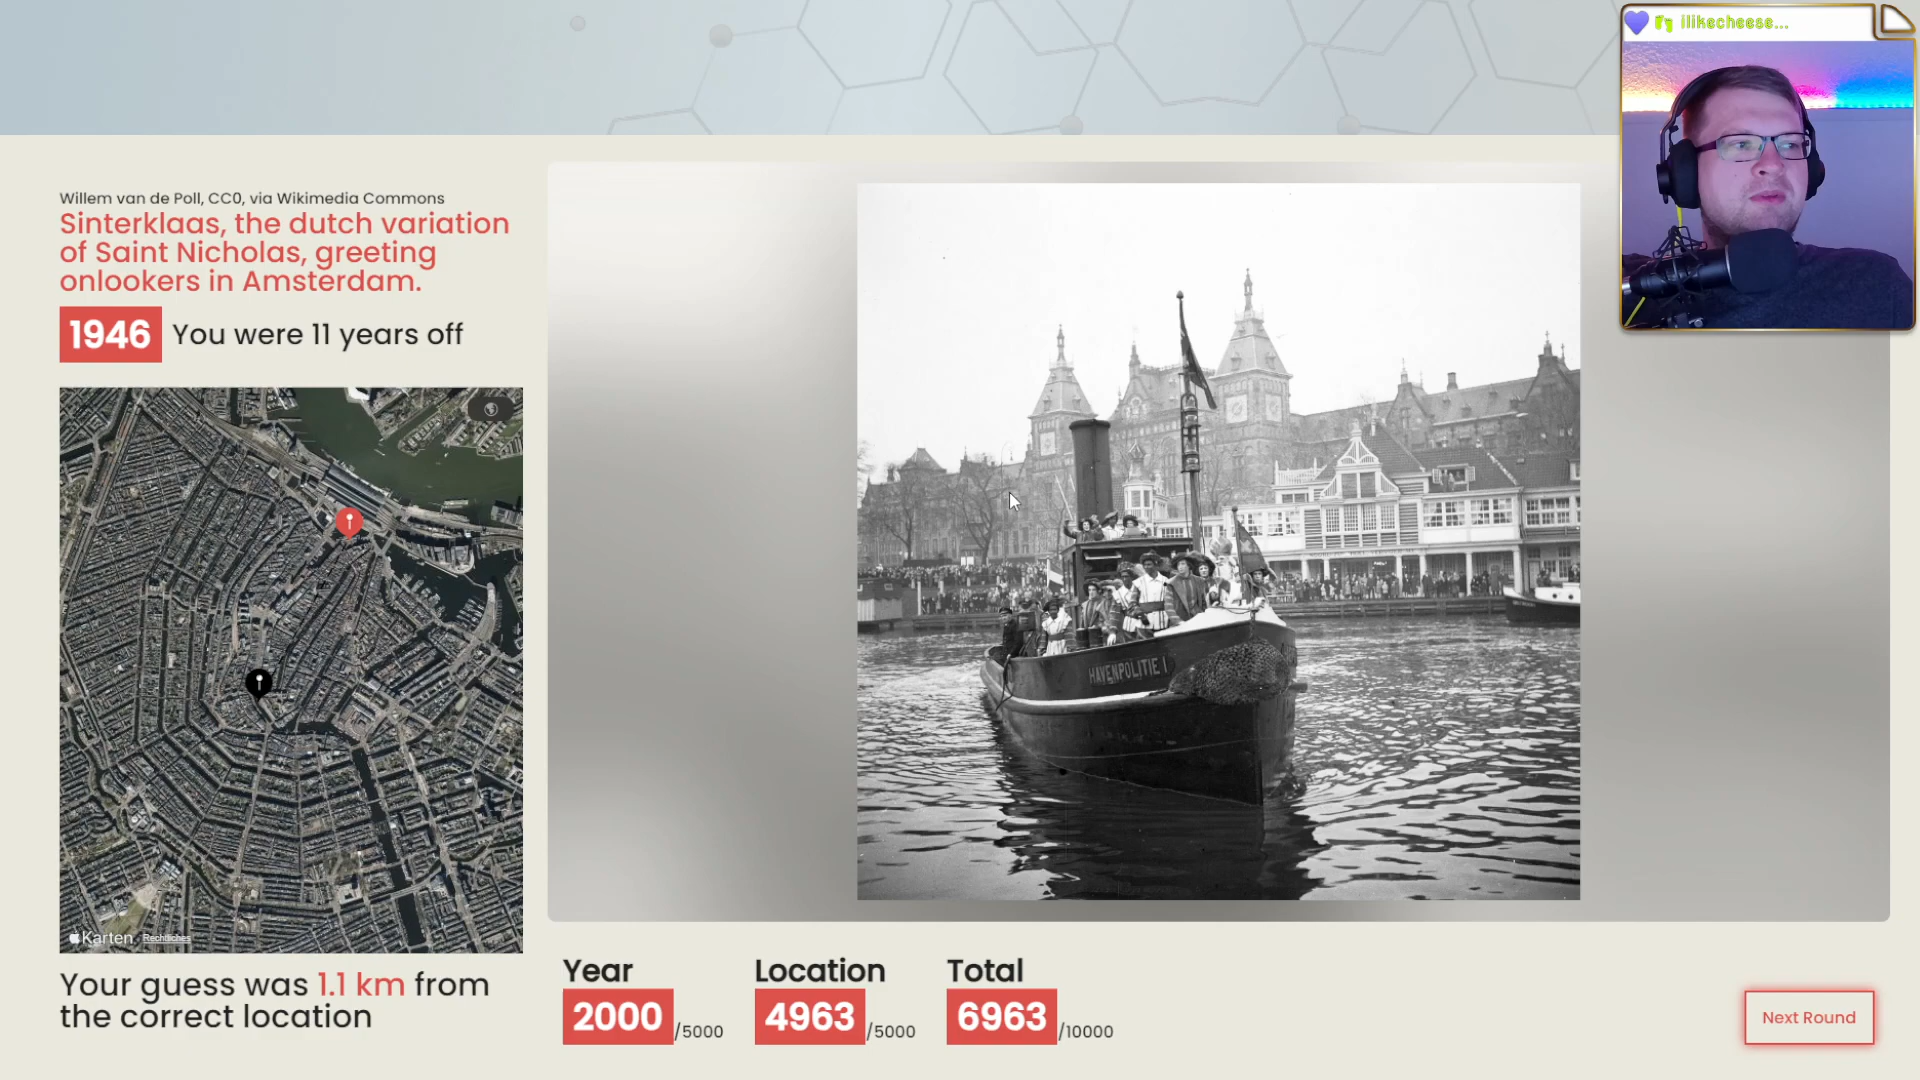 ilikecheese...
Willem van de Poll, CC0, via Wikimedia Commons
Sinterklaas, the dutch variation
of Saint Nicholas, greeting
onlookers in Amsterdam.
1946 You were 11 years off
HAVENPOLITIE I
Karten Rechtliches
Your guess was 1.1 km from
the correct location
Year Location Total
2000/5000 4963/5000 6963/10000
Next Round